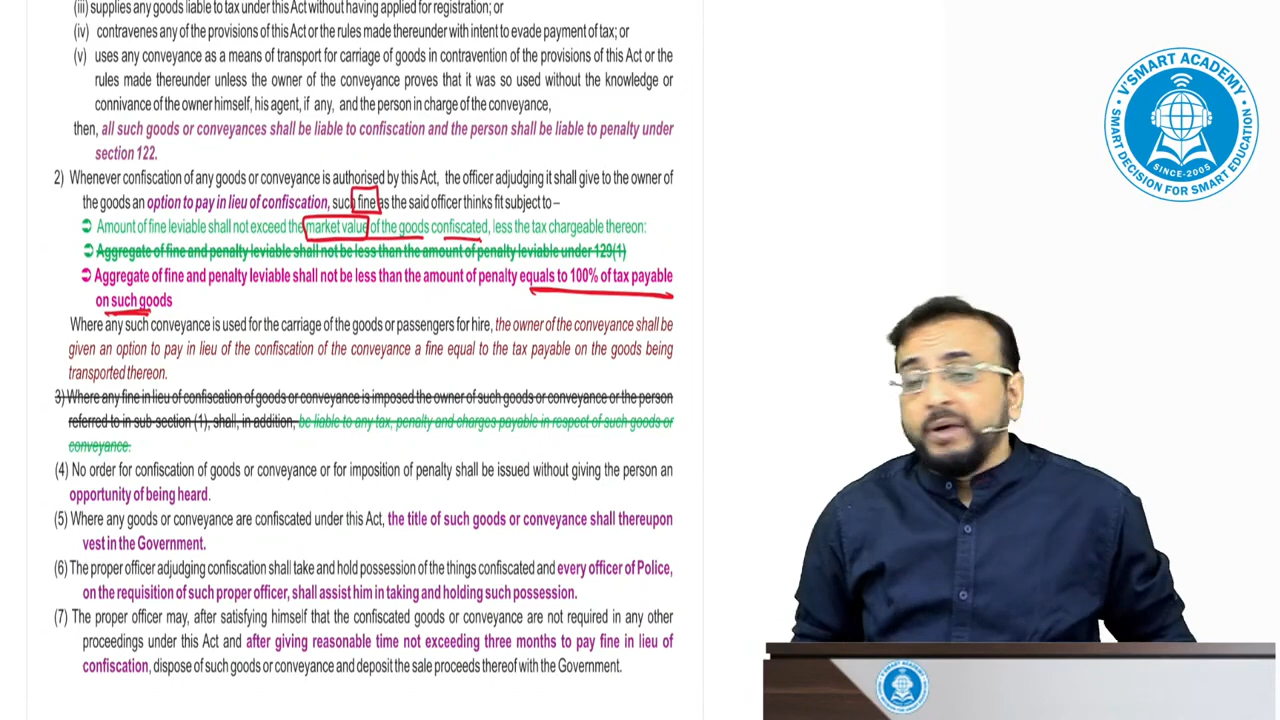 (iii) supplies any goods liable to tax under this Act without having applied for registration; or
(iv) contravenes any of the provisions of this Act or the rules made thereunder with intent to evade payment of tax; or
(v) uses any conveyance as a means of transport for carriage of goods in contravention of the provisions of this Act or the
rules made thereunder unless the owner of the conveyance proves that it was so used without the knowledge or
connivance of the owner himself, his agent, if any, and the person in charge of the conveyance,
then, all such goods or conveyances shall be liable to confiscation and the person shall be liable to penalty under
section 122.
2) Whenever confiscation of any goods or conveyance is authorised by this Act, the officer adjudging it shall give to the owner of
the goods an option to pay in lieu of confiscation, such fine as the said officer thinks fit subject to –
➲ Amount of fine leviable shall not exceed the market value of the goods confiscated, less the tax chargeable thereon:
➲ Aggregate of fine and penalty leviable shall not be less than the amount of penalty leviable under 129(1)
➲ Aggregate of fine and penalty leviable shall not be less than the amount of penalty equals to 100% of tax payable
on such goods
Where any such conveyance is used for the carriage of the goods or passengers for hire, the owner of the conveyance shall be
given an option to pay in lieu of the confiscation of the conveyance a fine equal to the tax payable on the goods being
transported thereon.
3) Where any fine in lieu of confiscation of goods or conveyance is imposed the owner of such goods or conveyance or the person
referred to in sub-section (1), shall, in addition, be liable to any tax, penalty and charges payable in respect of such goods or
conveyance.
(4) No order for confiscation of goods or conveyance or for imposition of penalty shall be issued without giving the person an
opportunity of being heard.
(5) Where any goods or conveyance are confiscated under this Act, the title of such goods or conveyance shall thereupon
vest in the Government.
(6) The proper officer adjudging confiscation shall take and hold possession of the things confiscated and every officer of Police,
on the requisition of such proper officer, shall assist him in taking and holding such possession.
(7) The proper officer may, after satisfying himself that the confiscated goods or conveyance are not required in any other
proceedings under this Act and after giving reasonable time not exceeding three months to pay fine in lieu of
confiscation, dispose of such goods or conveyance and deposit the sale proceeds thereof with the Government.
V'SMART ACADEMY
SINCE-2005
SMART DECISION FOR SMART EDUCATION